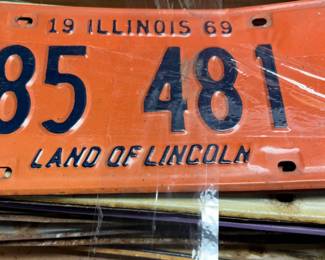 19 ILLINOIS 69
85 481
LAND OF LINCOLN